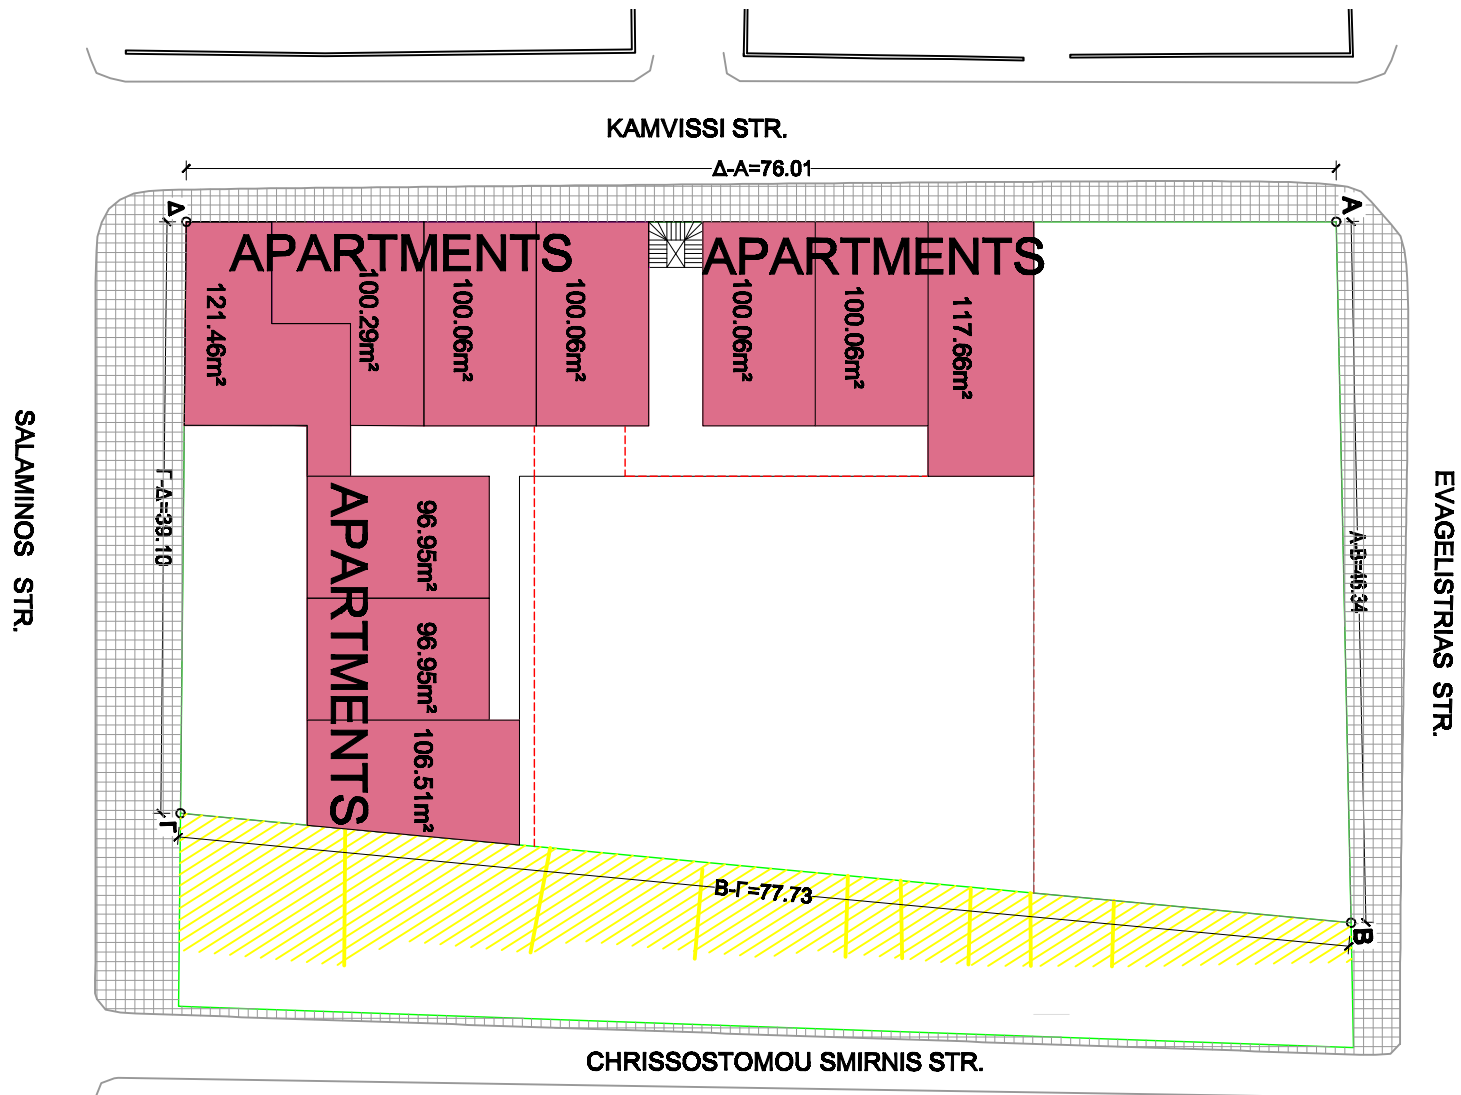 KAMVISSI STR.
Δ-Α=76.01
Δ
Α
APARTMENTS
APARTMENTS
121.46m²
100.29m²
100.06m²
100.06m²
100.06m²
100.06m²
117.66m²
SALAMINOS STR.
Γ-Δ=39.10
APARTMENTS
96.95m²
96.95m²
106.51m²
Α-Β=46.34
EVAGELISTRIAS STR.
Γ
Β-Γ=77.73
Β
CHRISSOSTOMOU SMIRNIS STR.